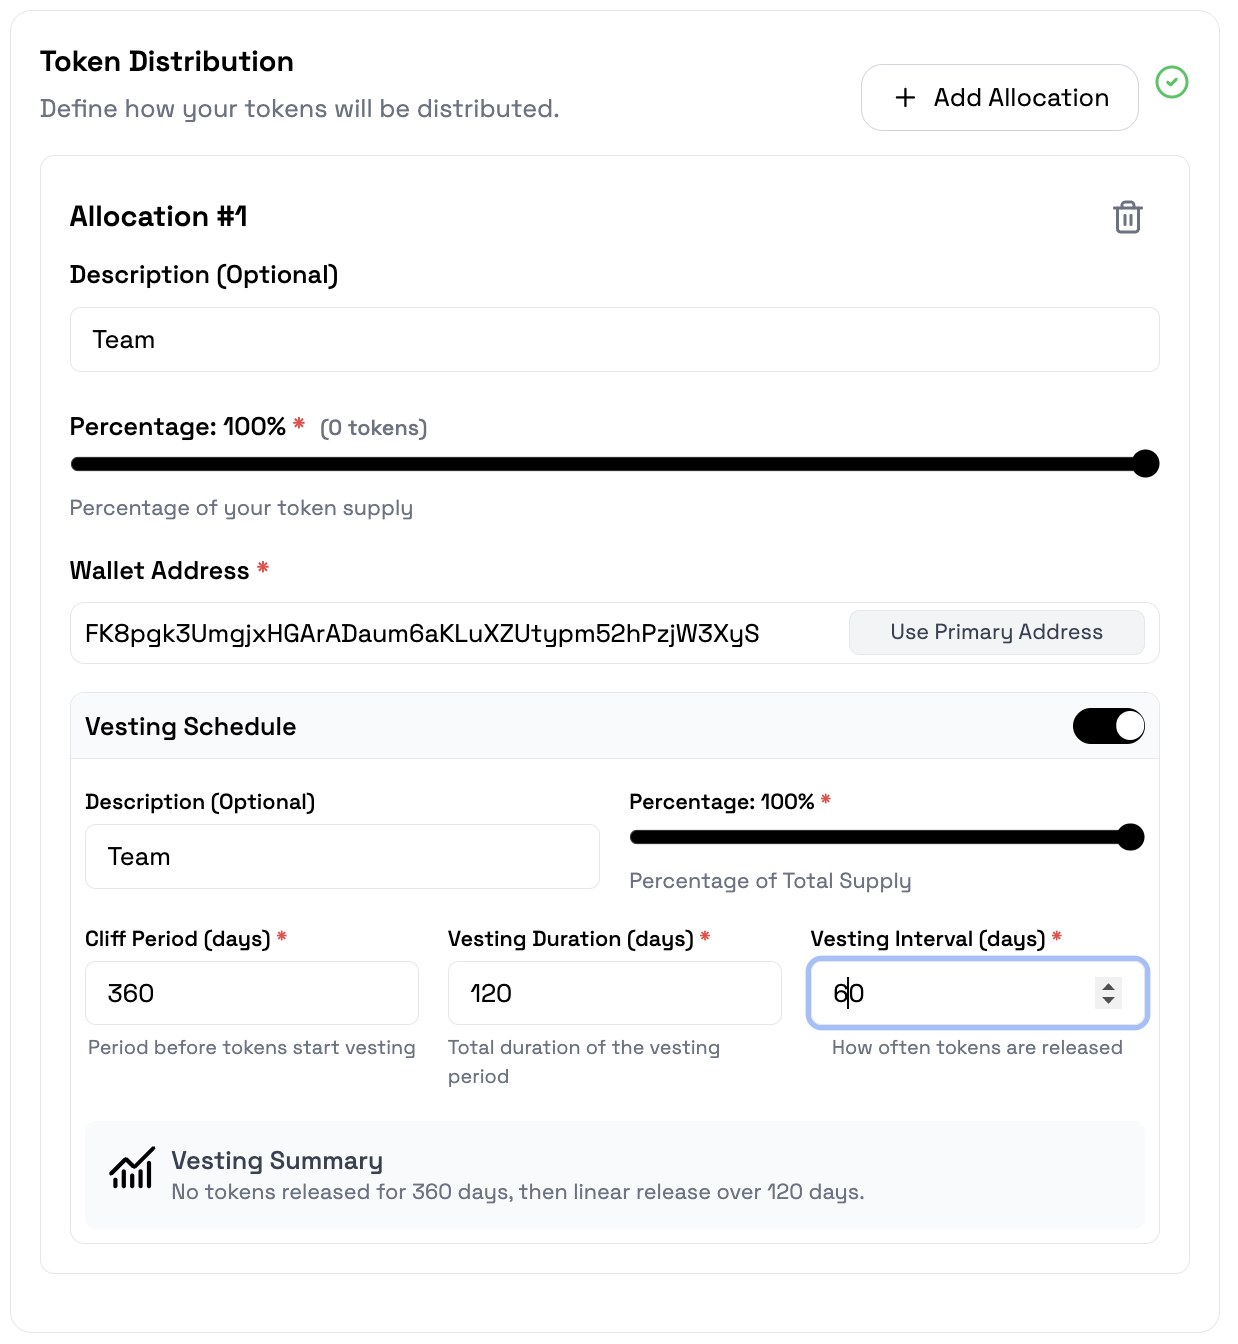 Token Distribution
Define how your tokens will be distributed.
+ Add Allocation
Allocation #1
Description (Optional)
Team
Percentage: 100% * (0 tokens)
Percentage of your token supply
Wallet Address *
FK8pgk3UmgjxHGArADaum6aKLuXZUtypm52hPzjW3XyS
Use Primary Address
Vesting Schedule
Description (Optional)
Team
Percentage: 100% *
Percentage of Total Supply
Cliff Period (days) *
360
Period before tokens start vesting
Vesting Duration (days) *
120
Total duration of the vesting
period
Vesting Interval (days) *
60
How often tokens are released
Vesting Summary
No tokens released for 360 days, then linear release over 120 days.